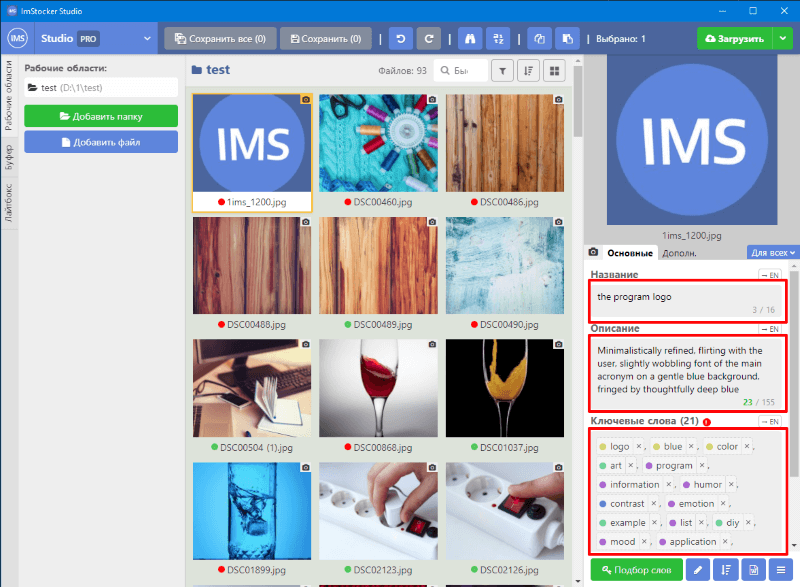 ImStocker Studio
IMS Studio PRO Сохранить все (0) Сохранить (0) Выбрано: 1 Загрузить
Рабочие области
Буфер
Лайтбокс
Рабочие области:
test (D:\1\test)
Добавить папку
Добавить файл
test Файлов: 93 Бы
IMS
1ims_1200.jpg DSC00460.jpg DSC00486.jpg
DSC00488.jpg DSC00489.jpg DSC00490.jpg
DSC00504 (1).jpg DSC00868.jpg DSC01037.jpg
DSC01899.jpg DSC02123.jpg DSC02126.jpg
IMS
1ims_1200.jpg
Основные Дополн. Для всех
Название EN
the program logo
3 / 16
Описание EN
Minimalistically refined, flirting with the
user, slightly wobbling font of the main
acronym on a gentle blue background,
fringed by thoughtfully deep blue
23 / 155
Ключевые слова (21) EN
logo ×, blue ×, color ×,
art ×, program ×,
information ×, humor ×,
contrast ×, emotion ×,
example ×, list ×, diy ×,
mood ×, application ×,
Подбор слов